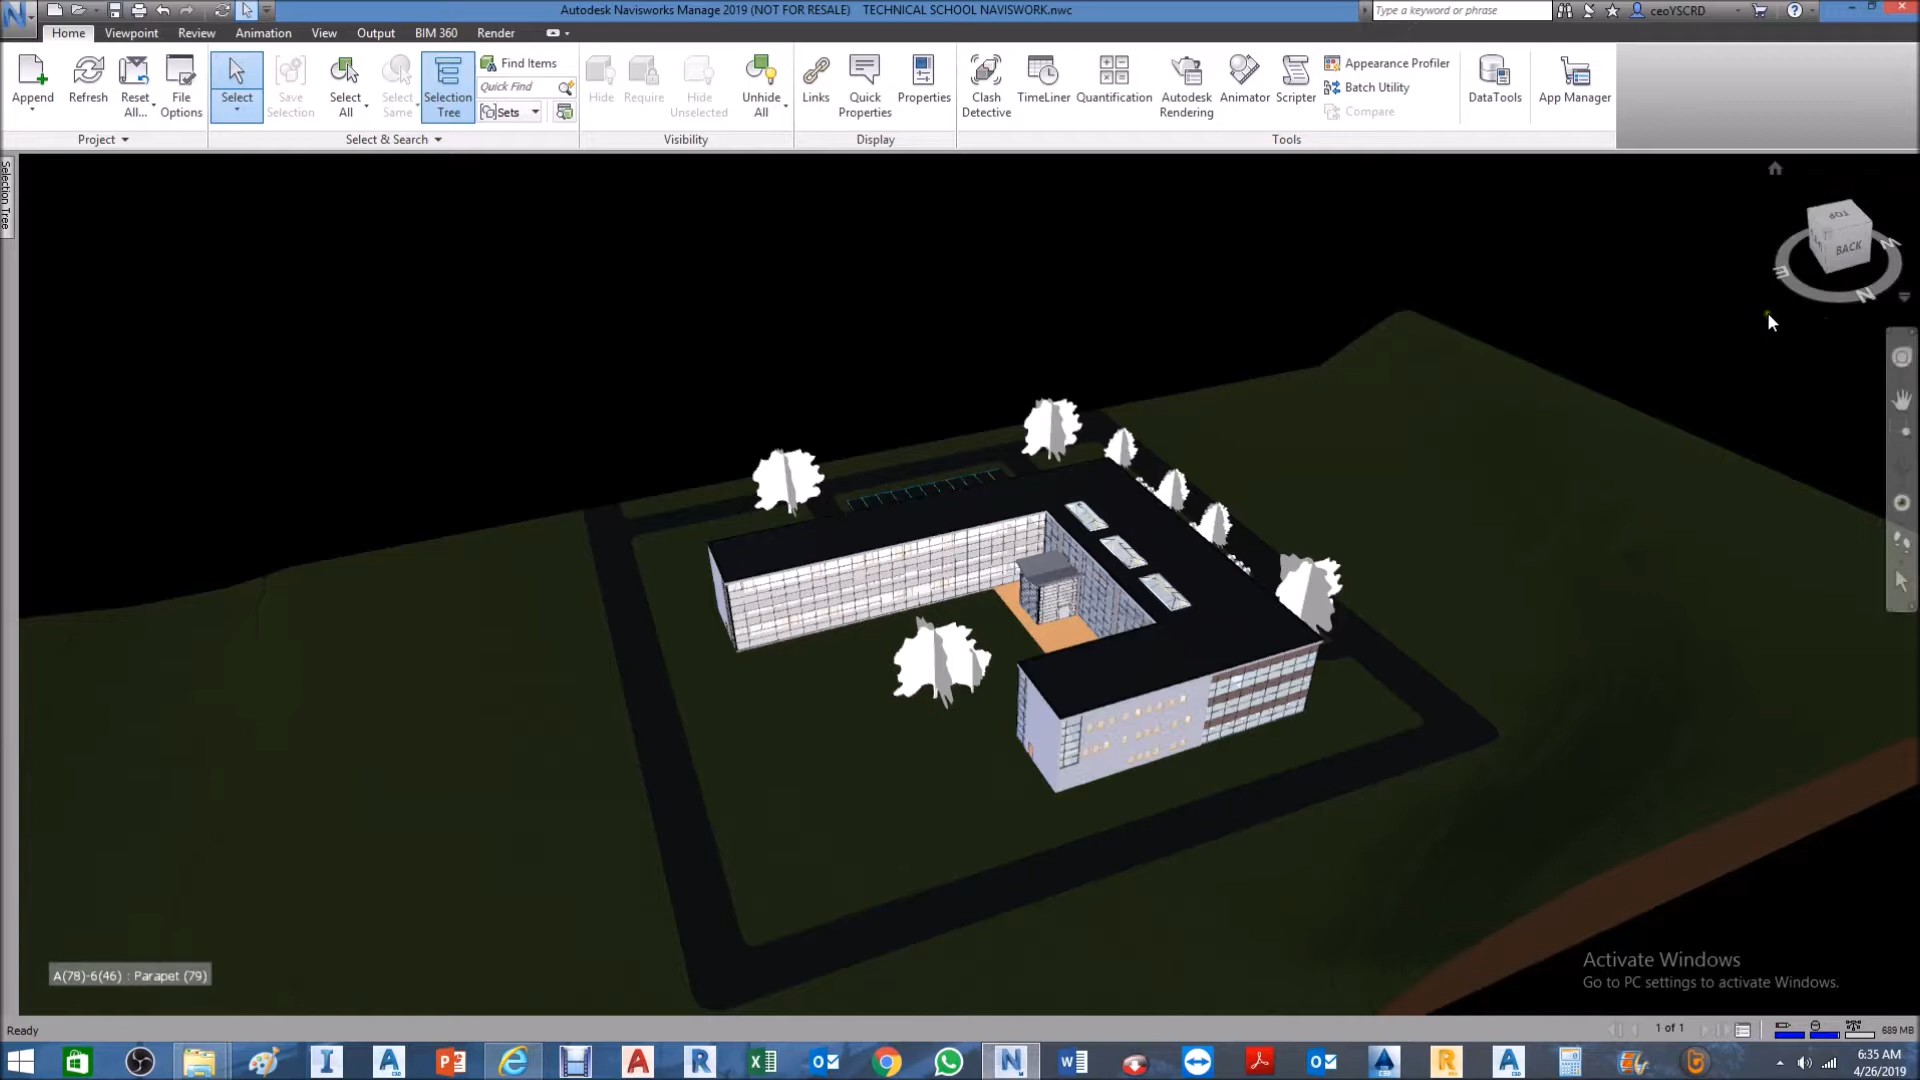 Autodesk Navisworks Manage 2019 (NOT FOR RESALE) TECHNICAL SCHOOL NAVISWORK.nwc
Type a keyword or phrase
ceoYSCRD
Home Viewpoint Review Animation View Output BIM 360 Render
Append
Refresh
Reset All...
File Options
Project
Select
Save Selection
Select All
Select Same
Selection Tree
Find Items
Quick Find
Sets
Select & Search
Hide
Require
Hide Unselected
Unhide All
Visibility
Links
Quick Properties
Properties
Display
Clash Detective
TimeLiner
Quantification
Autodesk Rendering
Animator
Scripter
Appearance Profiler
Batch Utility
Compare
Tools
DataTools
App Manager
Selection Tree
TOP
BACK
E
N
A(78)-6(46) : Parapet (79)
Activate Windows
Go to PC settings to activate Windows.
Ready
1 of 1
689 MB
6:35 AM
4/26/2019